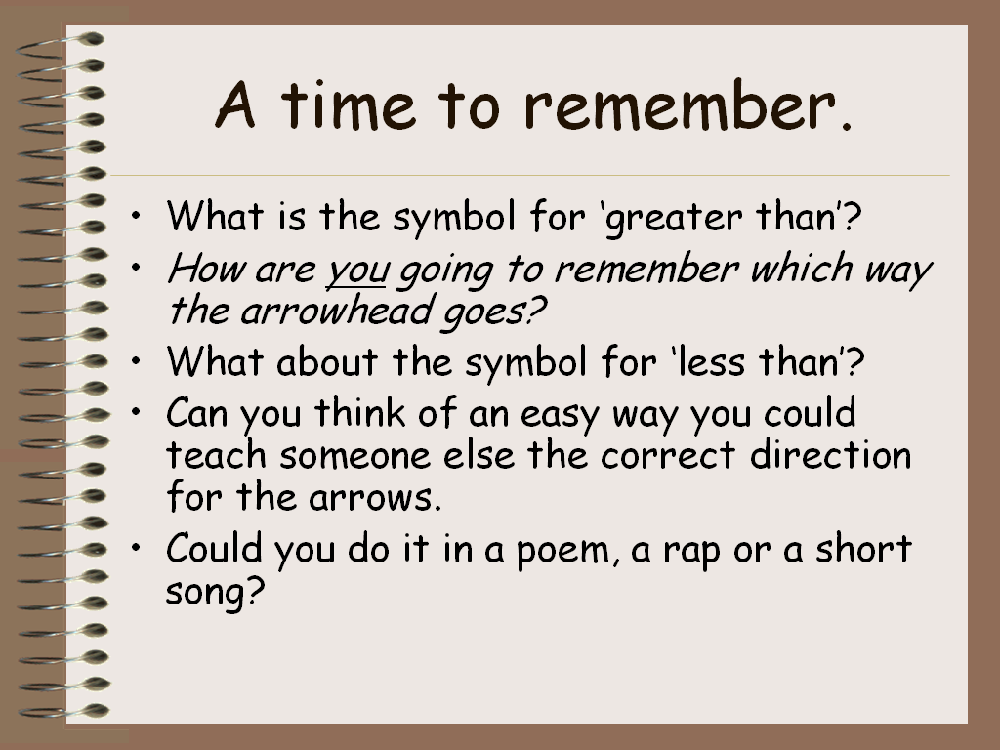 A time to remember.
• What is the symbol for ‘greater than’?
• How are you going to remember which way
the arrowhead goes?
• What about the symbol for ‘less than’?
• Can you think of an easy way you could
teach someone else the correct direction
for the arrows.
• Could you do it in a poem, a rap or a short
song?